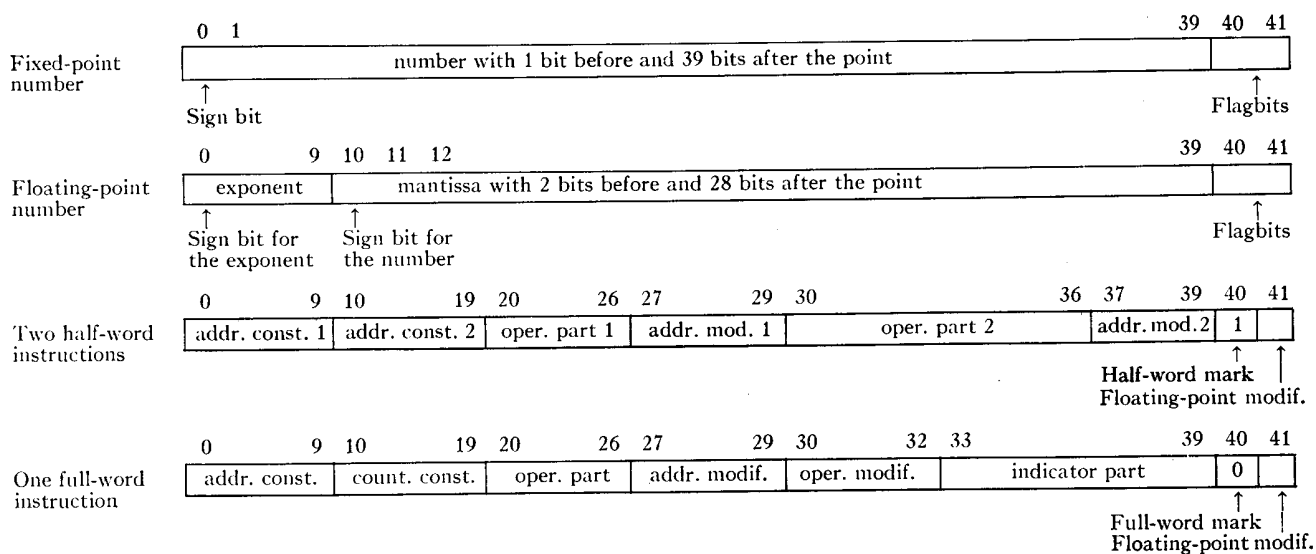 0 1 39 40 41
Fixed-point
number
number with 1 bit before and 39 bits after the point
Sign bit
Flagbits
0 9 10 11 12 39 40 41
Floating-point
number
exponent mantissa with 2 bits before and 28 bits after the point
Sign bit for
the exponent
Sign bit for
the number
Flagbits
0 9 10 19 20 26 27 29 30 36 37 39 40 41
Two half-word
instructions
addr. const. 1 addr. const. 2 oper. part 1 addr. mod. 1 oper. part 2 addr. mod.2 1
Half-word mark
Floating-point modif.
0 9 10 19 20 26 27 29 30 32 33 39 40 41
One full-word
instruction
addr. const. count. const. oper. part addr. modif. oper. modif. indicator part 0
Full-word mark
Floating-point modif.